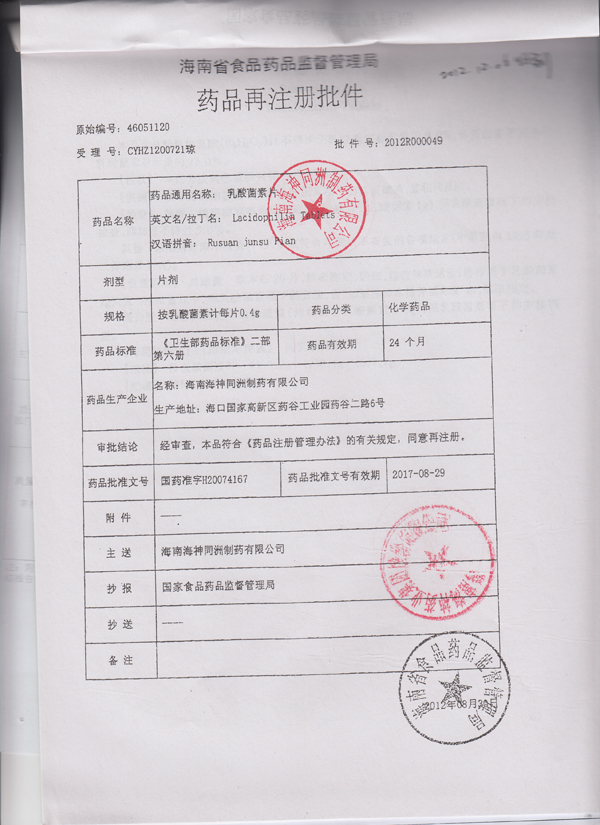 海南省食品药品监督管理局
药品再注册批件
原始编号: 46051120
受 理 号: CYHZ1200721琼
批 件 号: 2012R000049
药品名称
药品通用名称: 乳酸菌素片
英文名/拉丁名: Lacidophilin Tablets
汉语拼音: Rusuan junsu Pian
海南海神同洲制药有限公司
剂型
片剂
规格
按乳酸菌素计每片0.4g
药品分类
化学药品
药品标准
《卫生部药品标准》二部
第六册
药品有效期
24 个月
药品生产企业
名称: 海南海神同洲制药有限公司
生产地址: 海口国家高新区药谷工业园药谷二路6号
审批结论
经审查,本品符合《药品注册管理办法》的有关规定,同意再注册。
药品批准文号
国药准字H20074167
药品批准文号有效期
2017-08-29
附 件
——
主 送
海南海神同洲制药有限公司
抄 报
国家食品药品监督管理局
抄 送
——
备 注
海南省食品药品监督管理局
2012年08月30